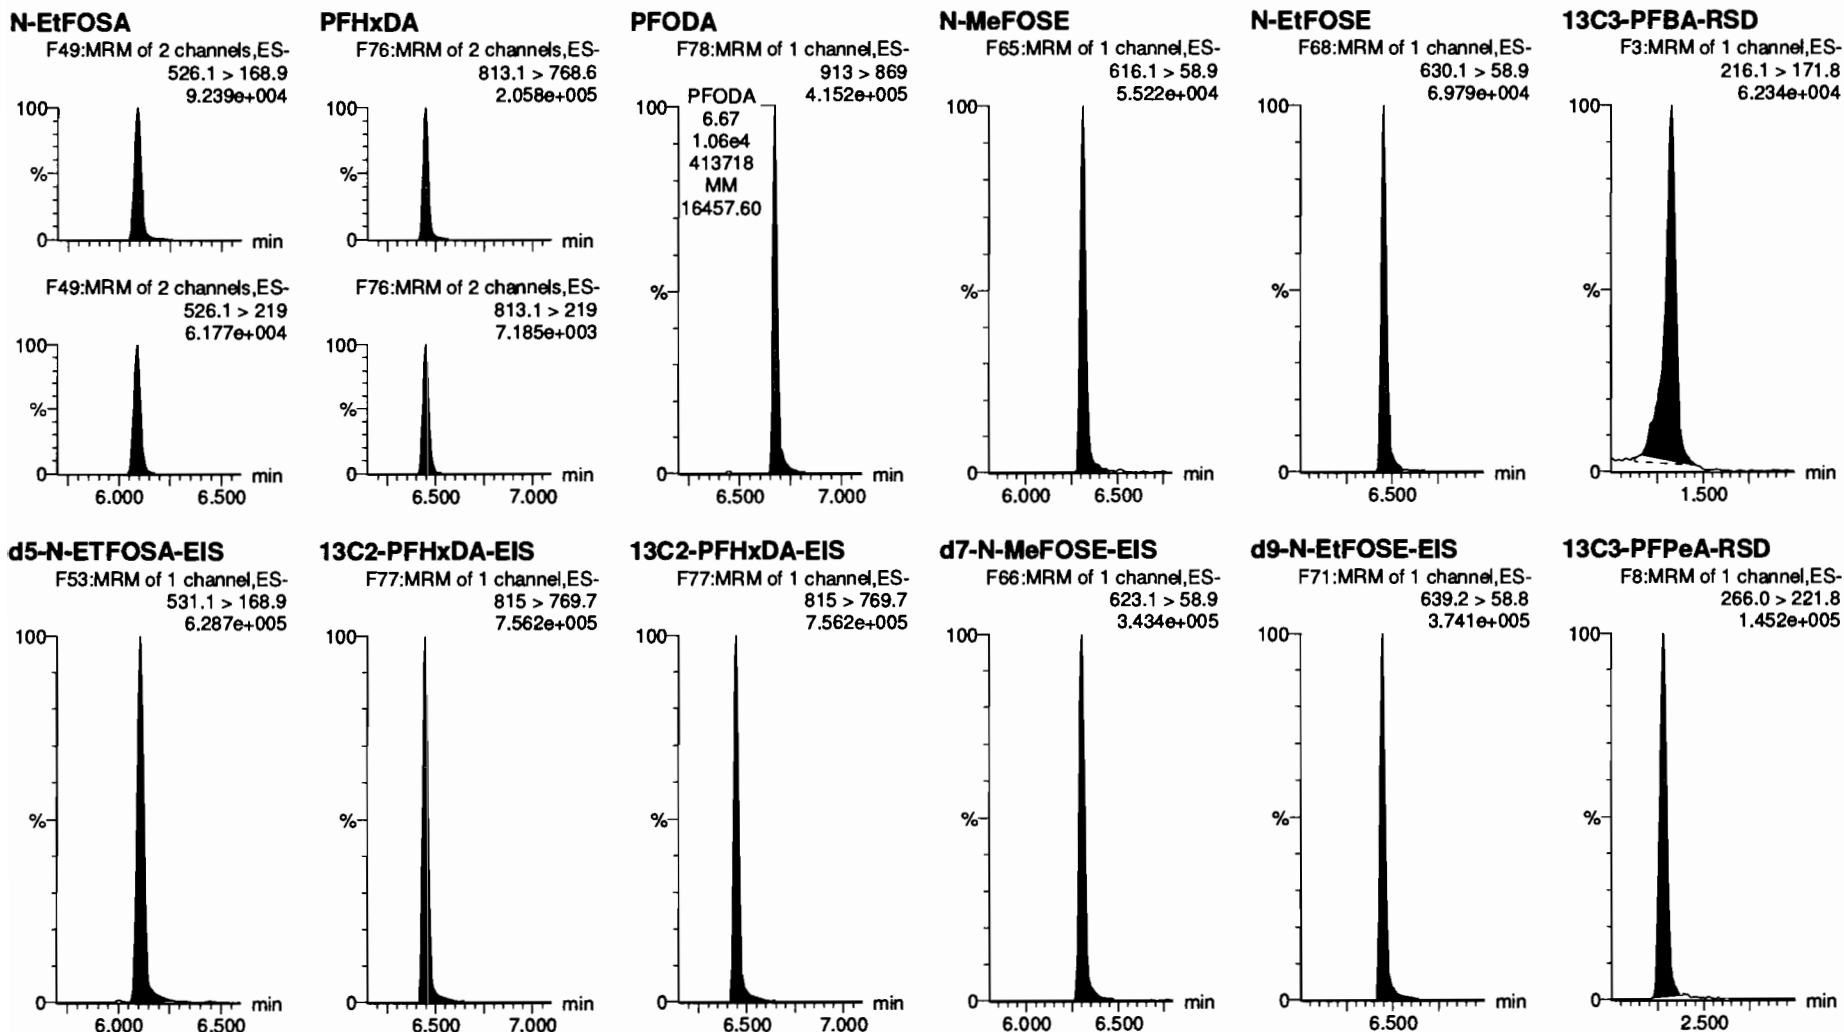 N-EtFOSA
F49:MRM of 2 channels,ES-
526.1 > 168.9
9.239e+004
100
%
0
min
F49:MRM of 2 channels,ES-
526.1 > 219
6.177e+004
100
%
0
min
6.000 6.500
PFHxDA
F76:MRM of 2 channels,ES-
813.1 > 768.6
2.058e+005
100
%
0
min
F76:MRM of 2 channels,ES-
813.1 > 219
7.185e+003
100
%
0
min
6.500 7.000
PFODA
F78:MRM of 1 channel,ES-
913 > 869
4.152e+005
100
PFODA
6.67
1.06e4
413718
MM
16457.60
%
0
min
6.500 7.000
N-MeFOSE
F65:MRM of 1 channel,ES-
616.1 > 58.9
5.522e+004
100
%
0
min
6.000 6.500
N-EtFOSE
F68:MRM of 1 channel,ES-
630.1 > 58.9
6.979e+004
100
%
0
min
6.500
13C3-PFBA-RSD
F3:MRM of 1 channel,ES-
216.1 > 171.8
6.234e+004
100
%
0
min
1.500
d5-N-ETFOSA-EIS
F53:MRM of 1 channel,ES-
531.1 > 168.9
6.287e+005
100
%
0
min
6.000 6.500
13C2-PFHxDA-EIS
F77:MRM of 1 channel,ES-
815 > 769.7
7.562e+005
100
%
0
min
6.500 7.000
13C2-PFHxDA-EIS
F77:MRM of 1 channel,ES-
815 > 769.7
7.562e+005
100
%
0
min
6.500 7.000
d7-N-MeFOSE-EIS
F66:MRM of 1 channel,ES-
623.1 > 58.9
3.434e+005
100
%
0
min
6.000 6.500
d9-N-EtFOSE-EIS
F71:MRM of 1 channel,ES-
639.2 > 58.8
3.741e+005
100
%
0
min
6.500
13C3-PFPeA-RSD
F8:MRM of 1 channel,ES-
266.0 > 221.8
1.452e+005
100
%
0
min
2.500